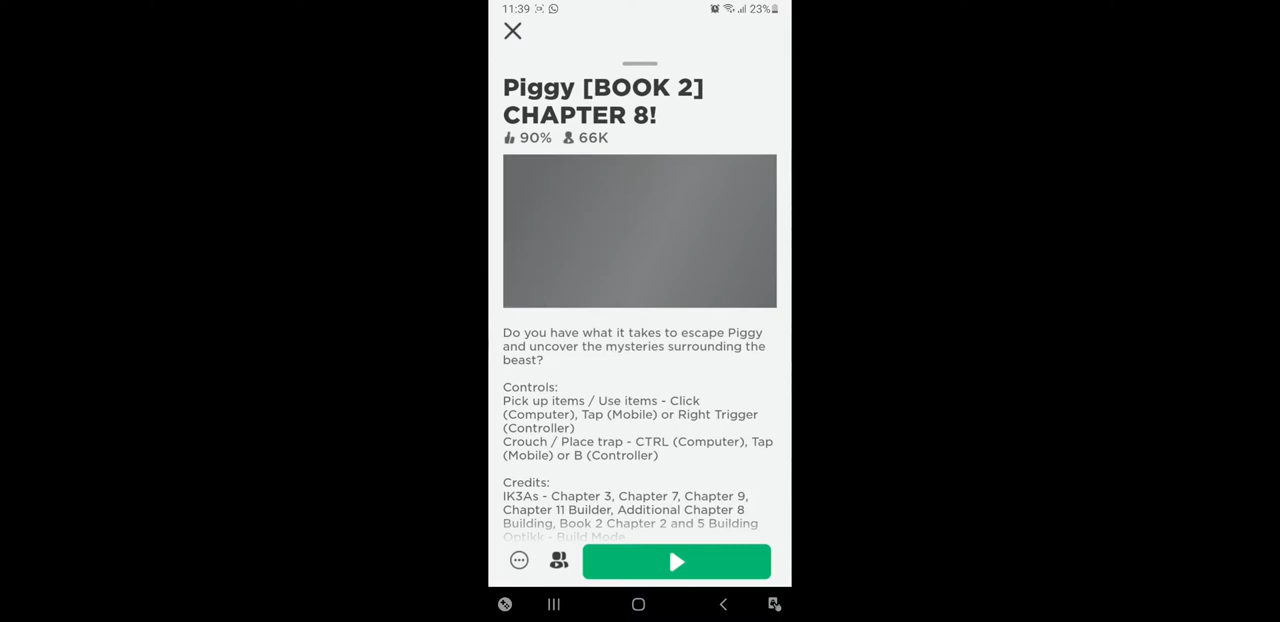 11:39 23%
Piggy [BOOK 2]
CHAPTER 8!
90% 66K
Do you have what it takes to escape Piggy
and uncover the mysteries surrounding the
beast?
Controls:
Pick up items / Use items - Click
(Computer), Tap (Mobile) or Right Trigger
(Controller)
Crouch / Place trap - CTRL (Computer), Tap
(Mobile) or B (Controller)
Credits:
IK3As - Chapter 3, Chapter 7, Chapter 9,
Chapter 11 Builder, Additional Chapter 8
Building, Book 2 Chapter 2 and 5 Building
Optikk - Build Mode